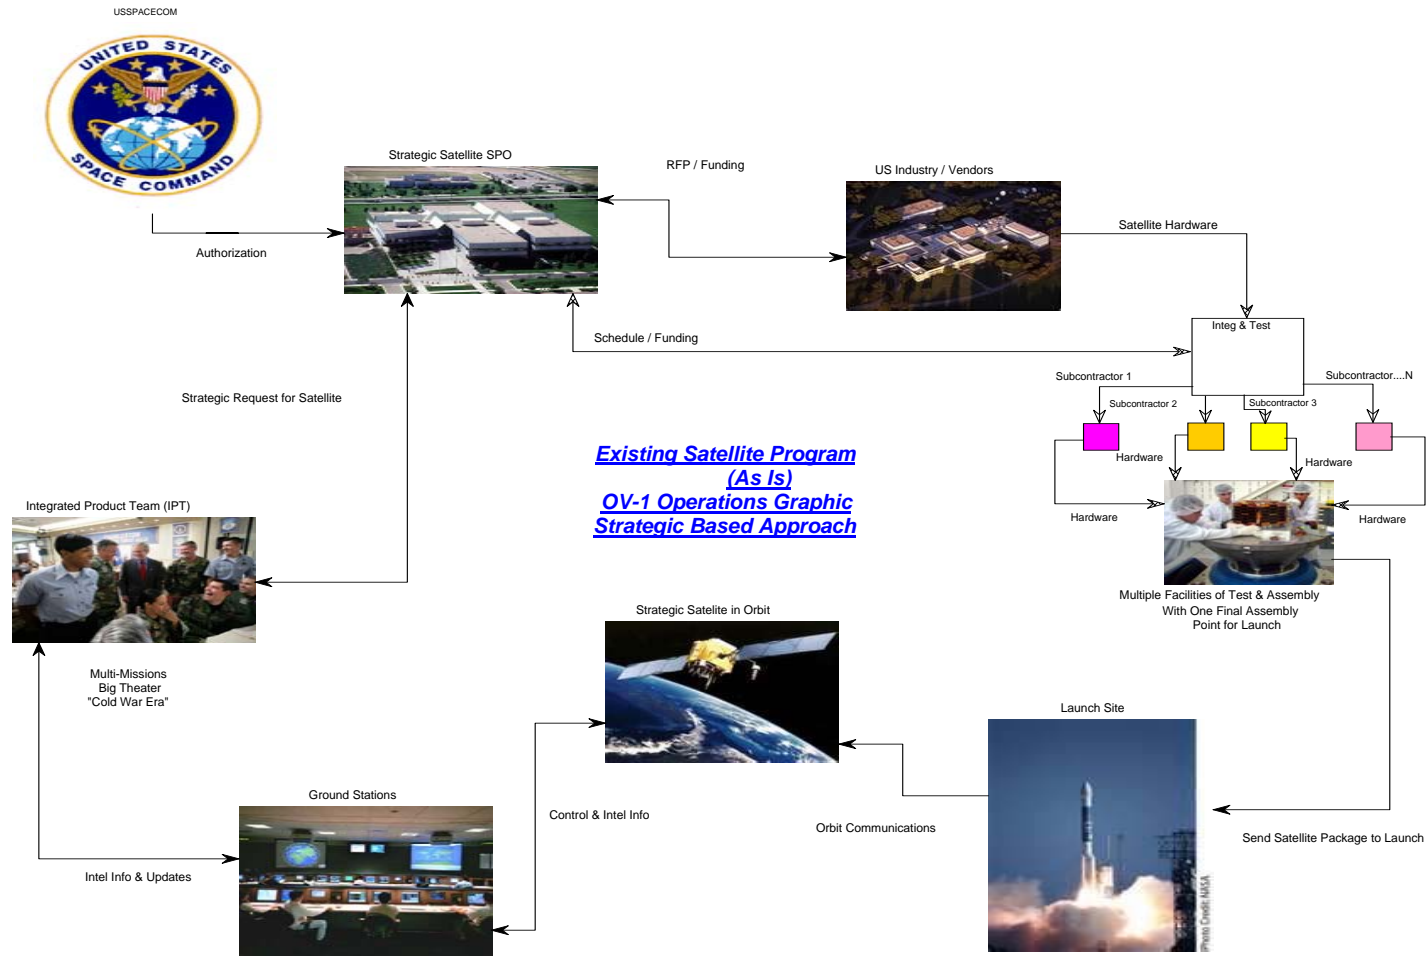 USSPACECOM
UNITED STATES
SPACE COMMAND
Strategic Satellite SPO
RFP / Funding
US Industry / Vendors
Satellite Hardware
Authorization
Integ & Test
Schedule / Funding
Subcontractor 1
Subcontractor....N
Subcontractor 2
Subcontractor 3
Strategic Request for Satellite
Existing Satellite Program
(As Is)
OV-1 Operations Graphic
Strategic Based Approach
Hardware
Hardware
Hardware
Hardware
Integrated Product Team (IPT)
Multiple Facilities of Test & Assembly
With One Final Assembly
Point for Launch
Strategic Satelite in Orbit
Multi-Missions
Big Theater
"Cold War Era"
Launch Site
Ground Stations
Control & Intel Info
Orbit Communications
Send Satellite Package to Launch
Intel Info & Updates
Photo Credit: NASA